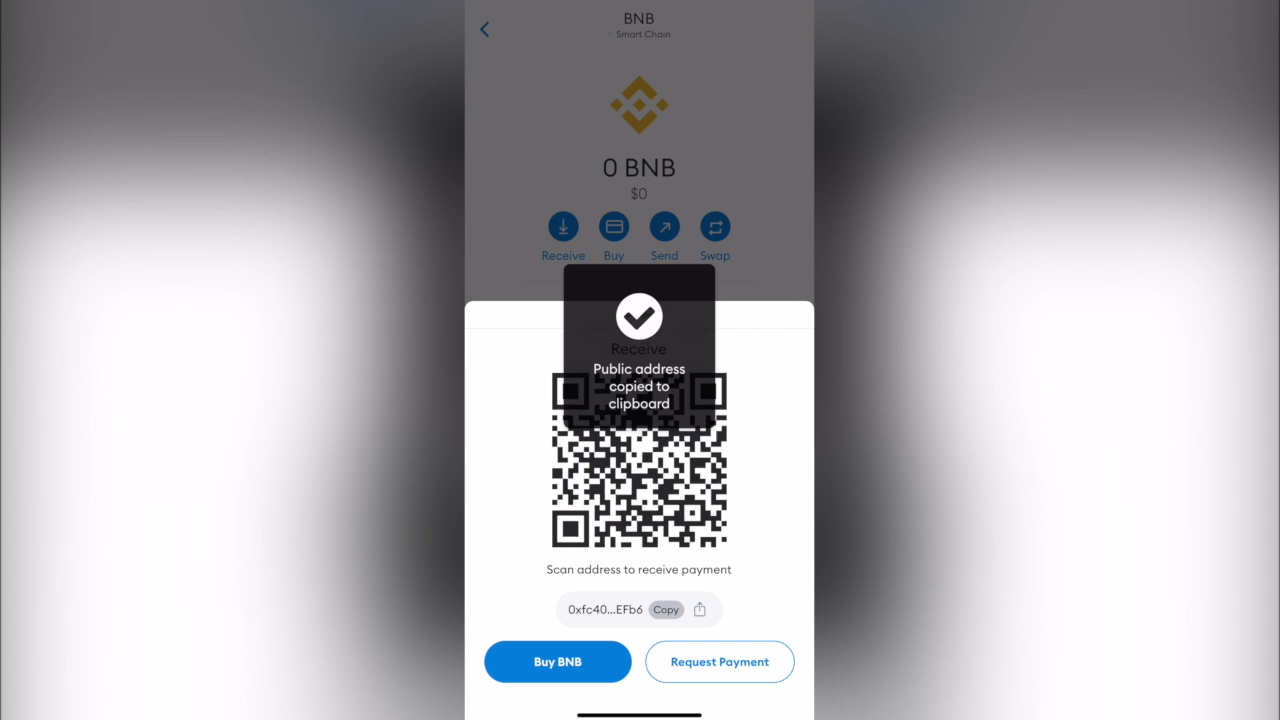 BNB
Smart Chain
0 BNB
$0
Receive
Buy
Send
Swap
Receive
Public address
copied to
clipboard
Scan address to receive payment
0xfc40...EFb6
Copy
Buy BNB
Request Payment